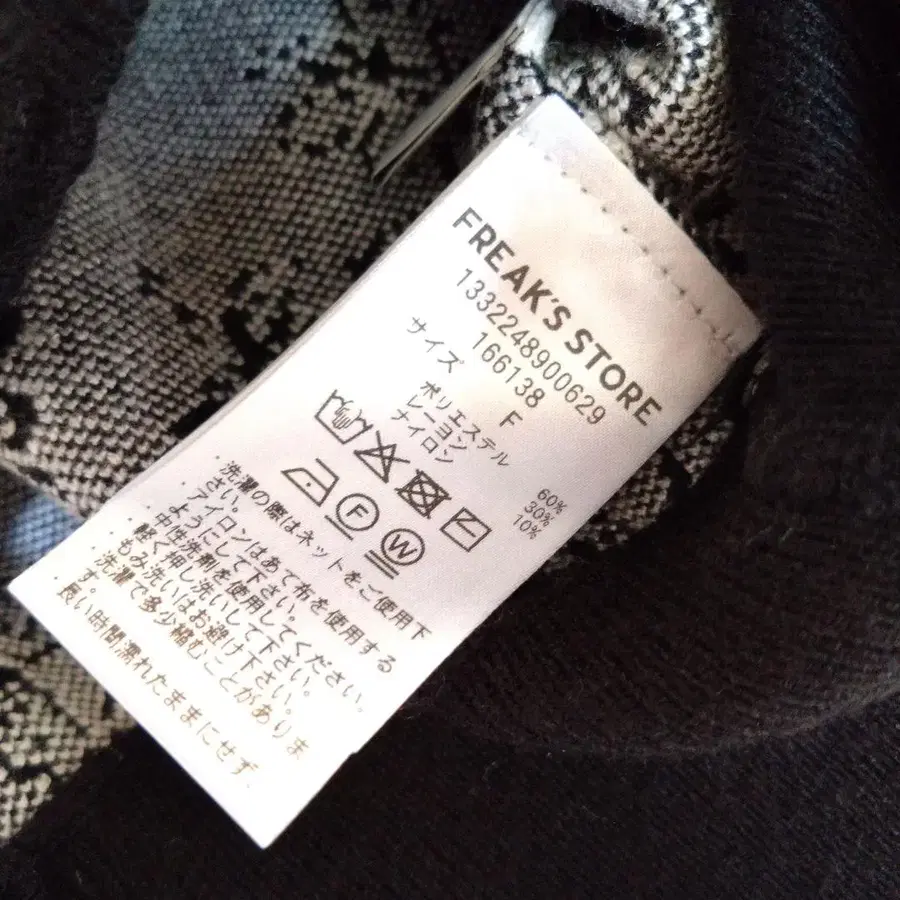 FREAK'S STORE
1332248900629
166138
サイズ F
ポリエステル 60%
レーヨン 30%
ナイロン 10%
F
W
・洗濯の際はネットをご使用下
さい。
・アイロンはあて布を使用する
ようにして下さい。
・中性洗剤を使用してください。
・軽く押し洗いして下さい。
・もみ洗いはお避け下さい。
・洗濯で多少縮むことがありま
す。
・長い時間濡れたままにせず、